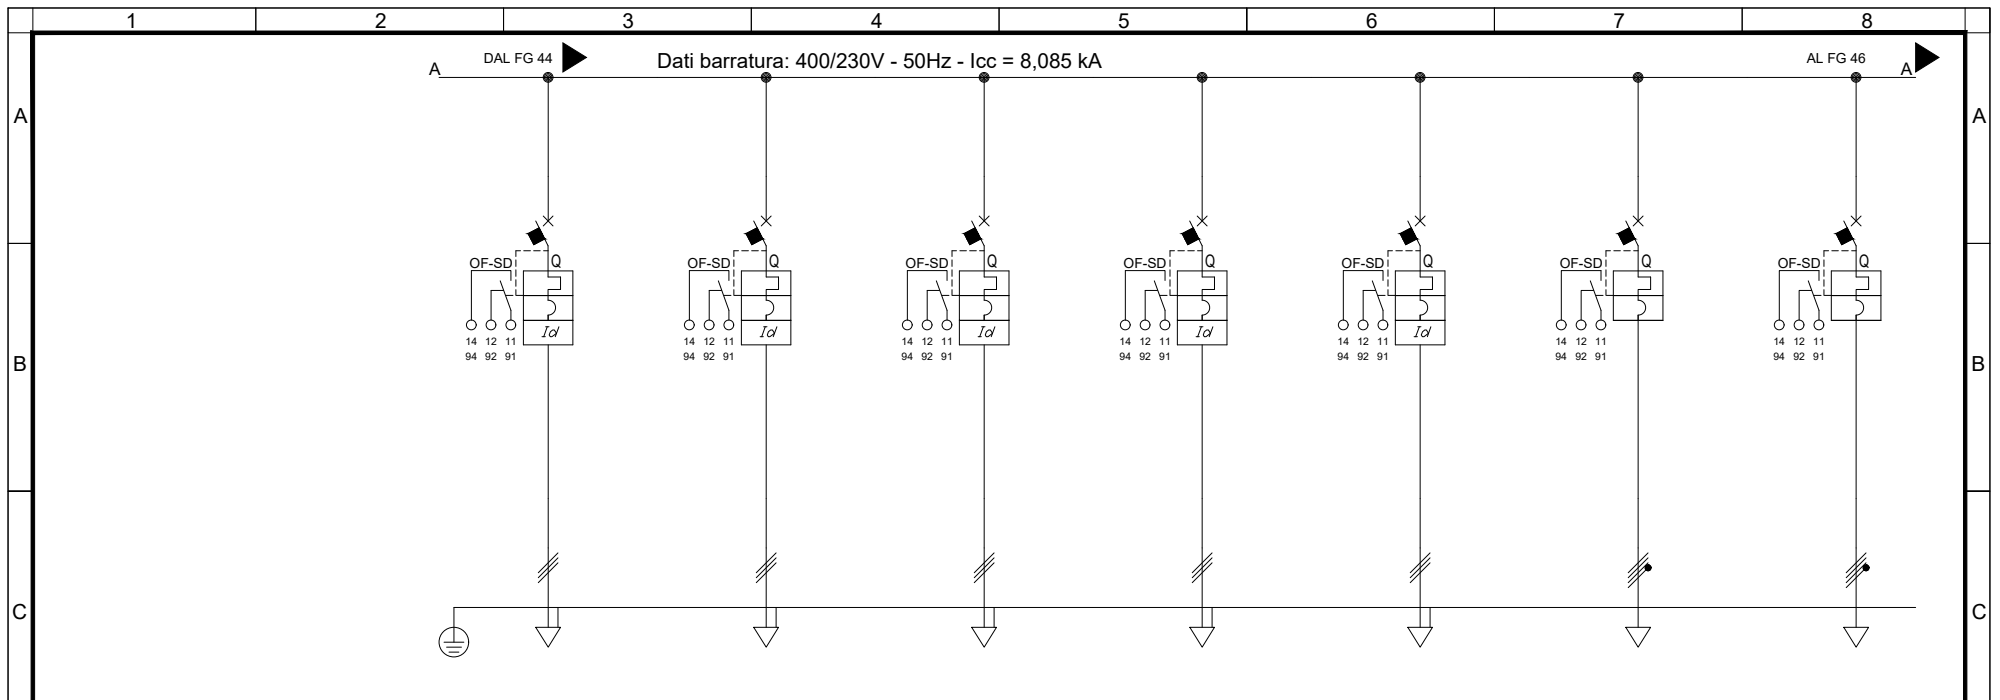 1 2 3 4 5 6 7 8
DAL FG 44 Dati barratura: 400/230V - 50Hz - Icc = 8,085 kA AL FG 46
A A
A A
OF-SD Q OF-SD Q OF-SD Q OF-SD Q OF-SD Q OF-SD Q OF-SD Q
Id Id Id Id Id
14 12 11 14 12 11 14 12 11 14 12 11 14 12 11 14 12 11 14 12 11
94 92 91 94 92 91 94 92 91 94 92 91 94 92 91 94 92 91 94 92 91
B B
C C